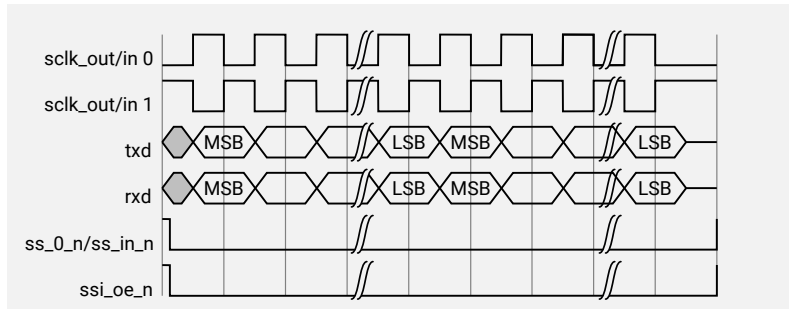 sclk_out/in 0
sclk_out/in 1
txd MSB LSB MSB LSB
rxd MSB LSB MSB LSB
ss_0_n/ss_in_n
ssi_oe_n